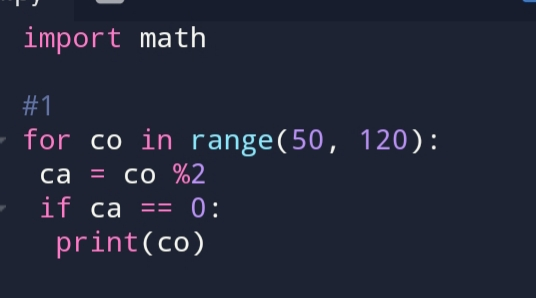 import math
#1
for co in range(50, 120):
ca = co %2
if ca == 0:
print(co)